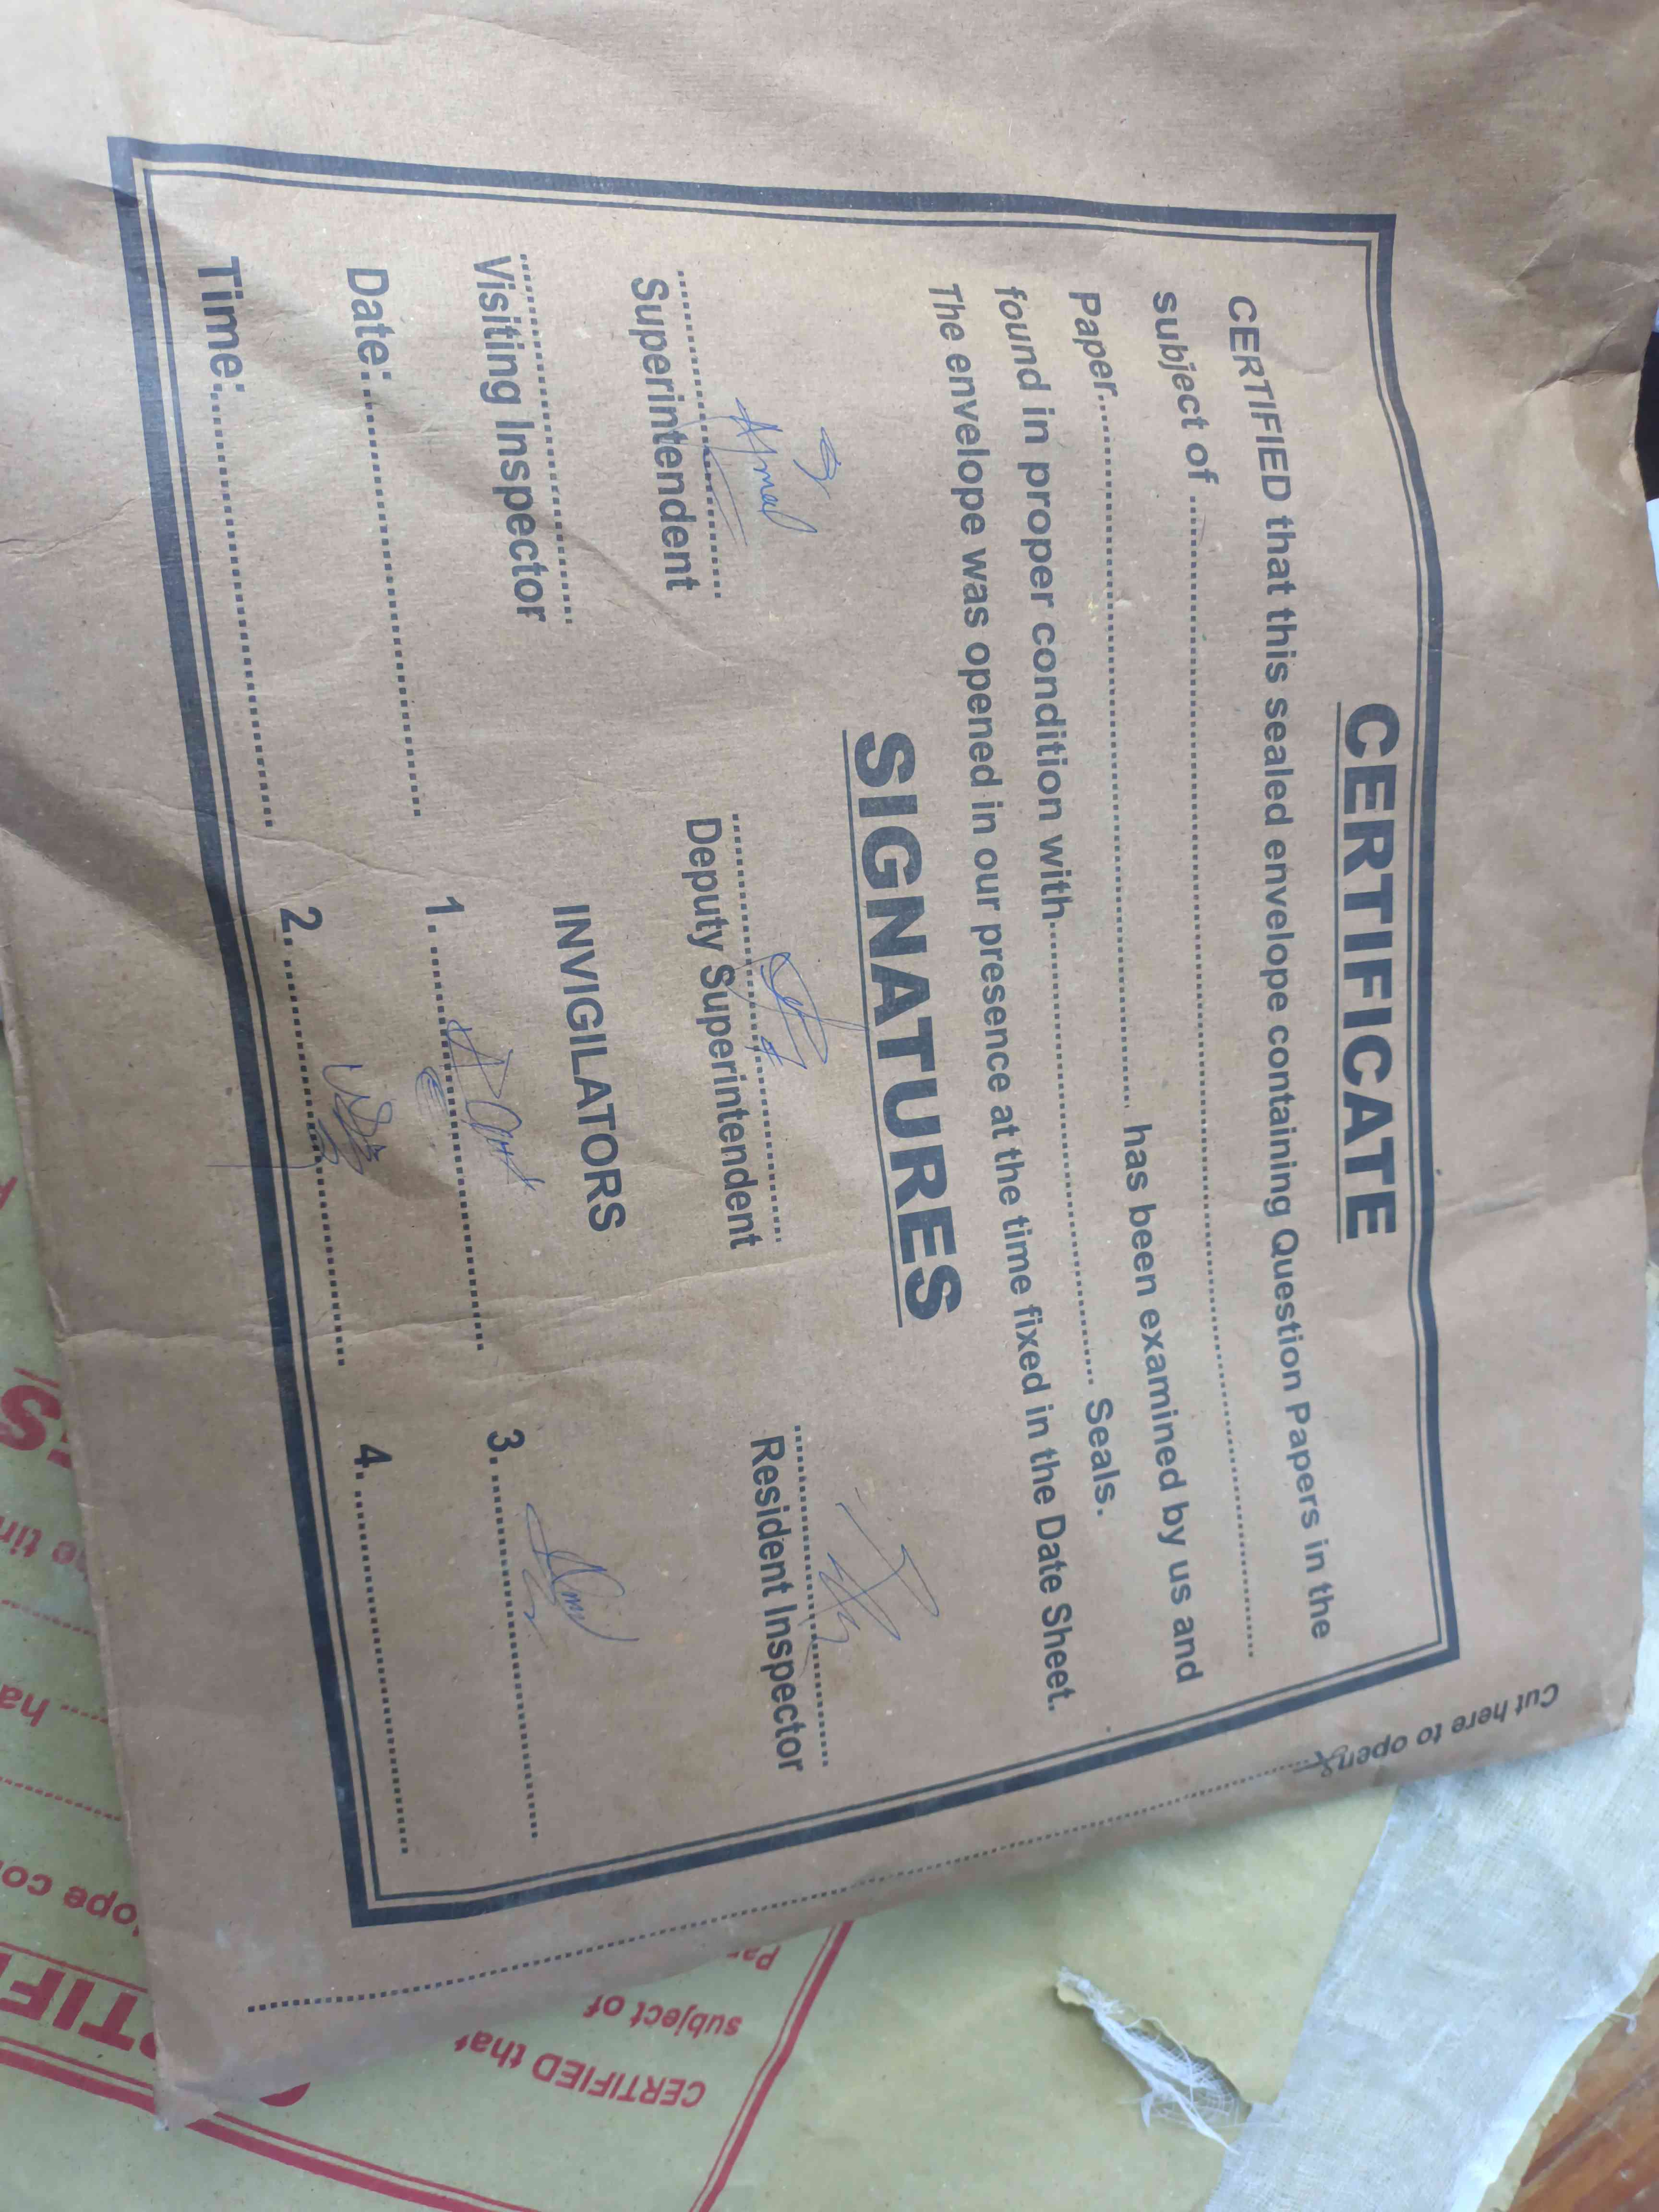 CERTIFICATE
CERTIFIED that this sealed envelope containing Question Papers in the
subject of ................................................................
Paper............................................ has been examined by us and
found in proper condition with............................................ Seals.
The envelope was opened in our presence at the time fixed in the Date Sheet.
SIGNATURES
Superintendent
Deputy Superintendent
Resident Inspector
Visiting Inspector
INVIGILATORS
Date:............................
1. ............................
3. ............................
Time:............................
2. ............................
4. ............................
Cut here to open
CERTIFIED that
subject of